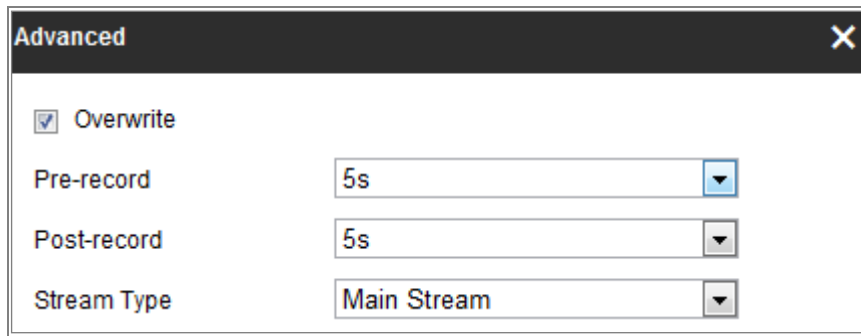 Advanced
Overwrite
Pre-record 5s
Post-record 5s
Stream Type Main Stream